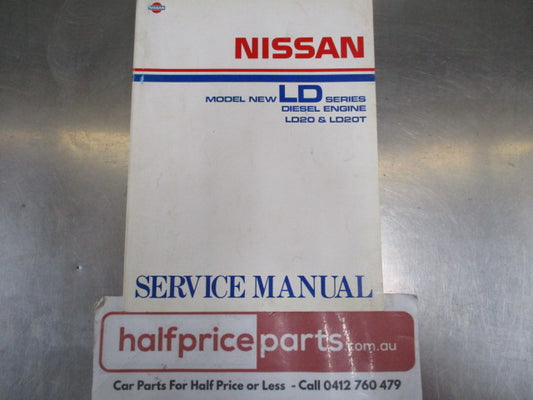 NISSAN
NISSAN
MODEL NEW LD SERIES
DIESEL ENGINE
LD20 & LD20T
SERVICE MANUAL
halfpriceparts.com.au
Car Parts For Half Price or Less - Call 0412 760 479